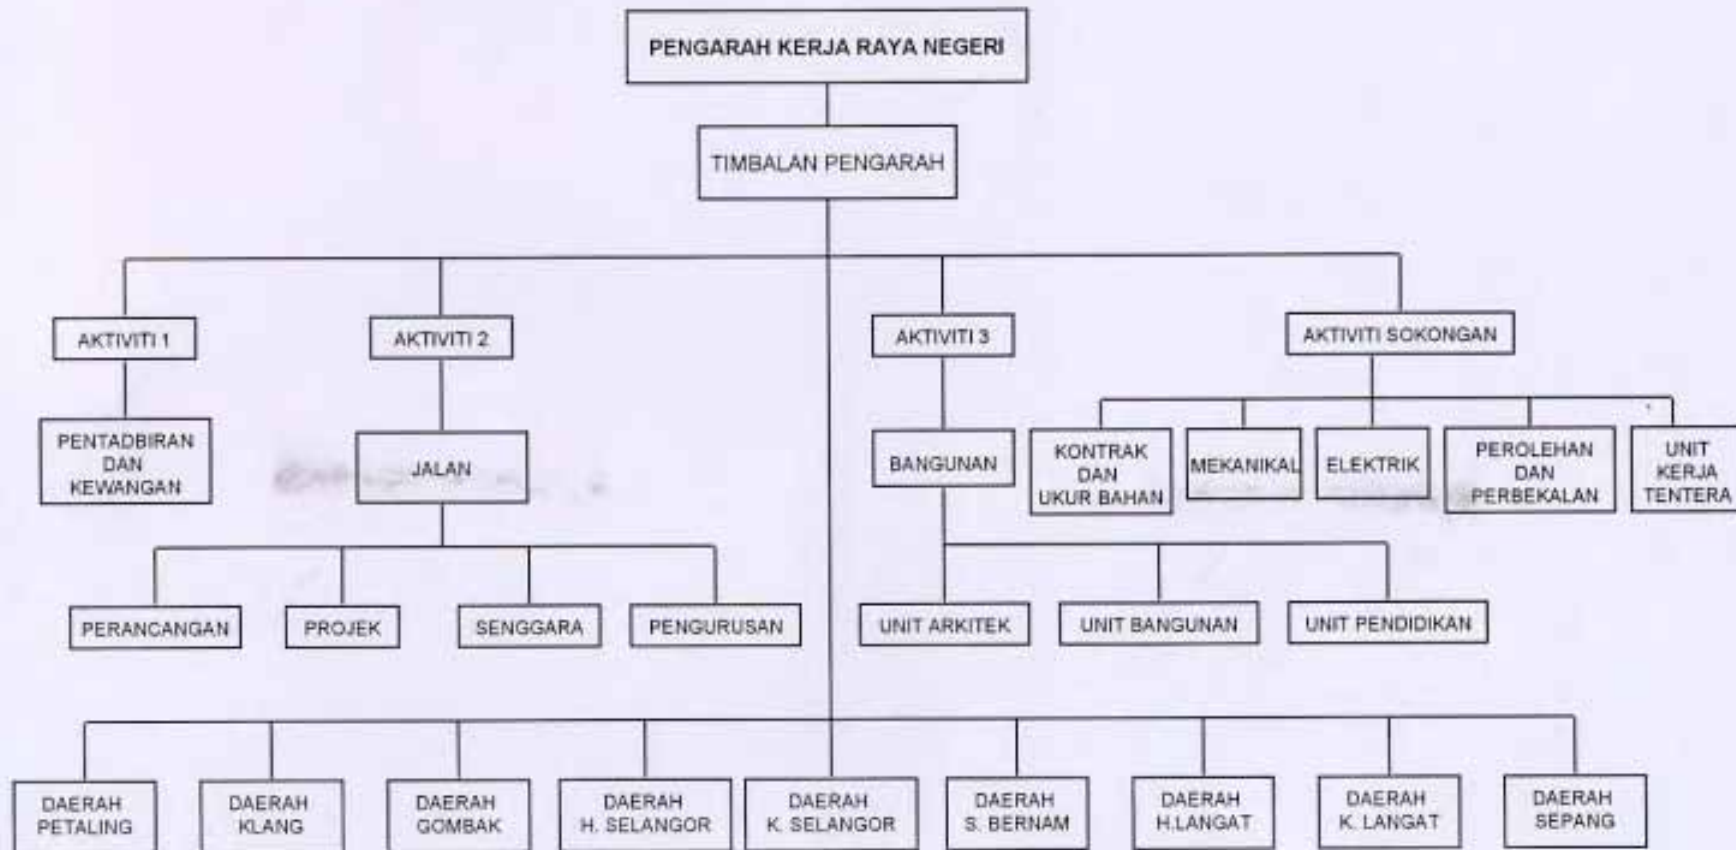 PENGARAH KERJA RAYA NEGERI
TIMBALAN PENGARAH
AKTIVITI 1
AKTIVITI 2
AKTIVITI 3
AKTIVITI SOKONGAN
PENTADBIRAN
DAN
KEWANGAN
JALAN
BANGUNAN
KONTRAK
DAN
UKUR BAHAN
MEKANIKAL
ELEKTRIK
PEROLEHAN
DAN
PERBEKALAN
UNIT
KERJA
TENTERA
PERANCANGAN
PROJEK
SENGGARA
PENGURUSAN
UNIT ARKITEK
UNIT BANGUNAN
UNIT PENDIDIKAN
DAERAH
PETALING
DAERAH
KLANG
DAERAH
GOMBAK
DAERAH
H. SELANGOR
DAERAH
K. SELANGOR
DAERAH
S. BERNAM
DAERAH
H.LANGAT
DAERAH
K. LANGAT
DAERAH
SEPANG